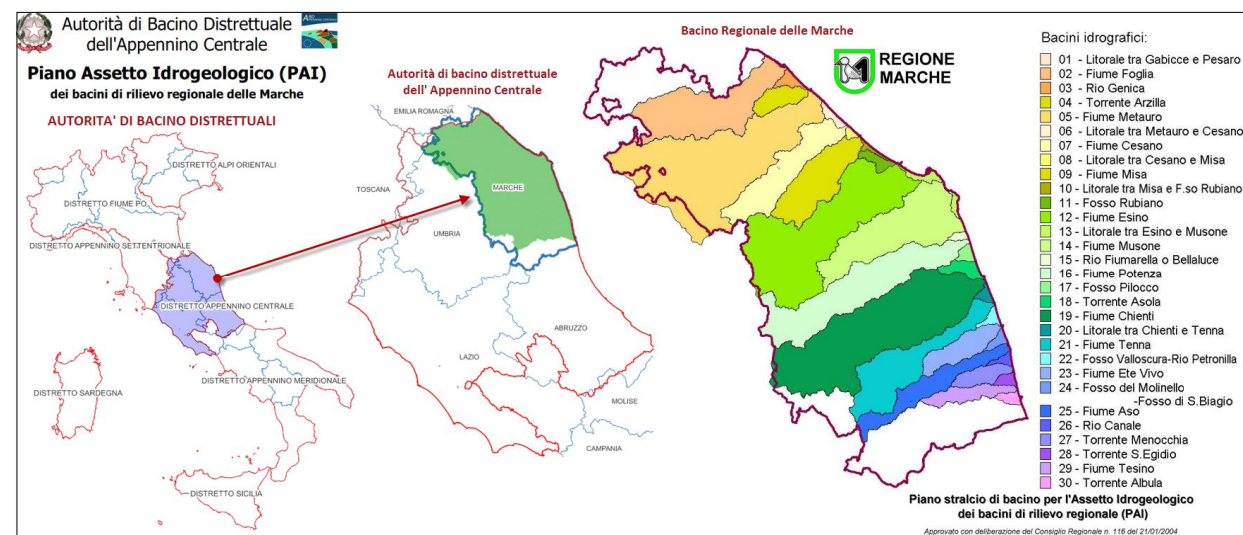 Autorità di Bacino Distrettuale
dell'Appennino Centrale
Piano Assetto Idrogeologico (PAI)
dei bacini di rilievo regionale delle Marche
AUTORITA' DI BACINO DISTRETTUALI
DISTRETTO ALPI ORIENTALI
DISTRETTO FIUME PO
DISTRETTO APPENNINO SETTENTRIONALE
DISTRETTO APPENNINO CENTRALE
DISTRETTO APPENNINO MERIDIONALE
DISTRETTO SARDEGNA
DISTRETTO SICILIA
Autorità di bacino distrettuale
dell' Appennino Centrale
EMILIA ROMAGNA
TOSCANA
MARCHE
UMBRIA
ABRUZZO
LAZIO
MOLISE
CAMPANIA
Bacino Regionale delle Marche
REGIONE
MARCHE
Bacini idrografici:
01 - Litorale tra Gabicce e Pesaro
02 - Fiume Foglia
03 - Rio Genica
04 - Torrente Arzilla
05 - Fiume Metauro
06 - Litorale tra Metauro e Cesano
07 - Fiume Cesano
08 - Litorale tra Cesano e Misa
09 - Fiume Misa
10 - Litorale tra Misa e F.so Rubiano
11 - Fosso Rubiano
12 - Fiume Esino
13 - Litorale tra Esino e Musone
14 - Fiume Musone
15 - Rio Fiumarella o Bellaluce
16 - Fiume Potenza
17 - Fosso Pilocco
18 - Torrente Asola
19 - Fiume Chienti
20 - Litorale tra Chienti e Tenna
21 - Fiume Tenna
22 - Fosso Valloscura-Rio Petronilla
23 - Fiume Ete Vivo
24 - Fosso del Molinello
-Fosso di S.Biagio
25 - Fiume Aso
26 - Rio Canale
27 - Torrente Menocchia
28 - Torrente S.Egidio
29 - Fiume Tesino
30 - Torrente Albula
Piano stralcio di bacino per l'Assetto Idrogeologico
dei bacini di rilievo regionale (PAI)
Approvato con deliberazione del Consiglio Regionale n. 116 del 21/01/2004